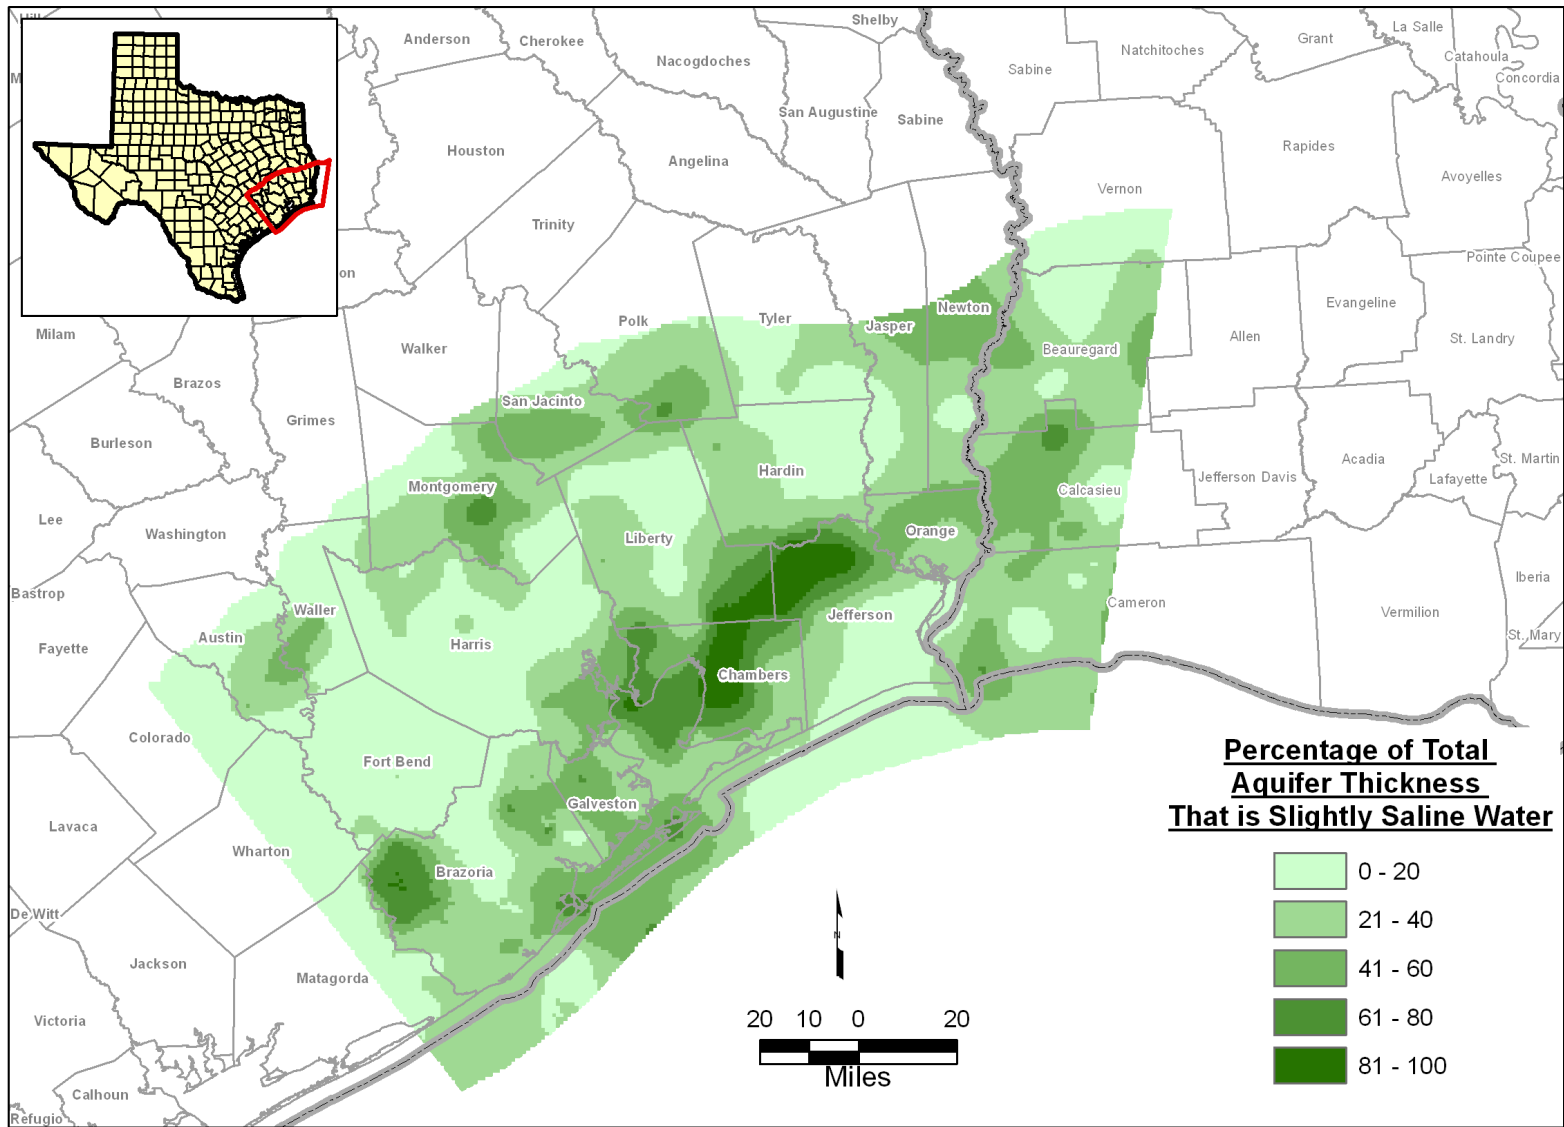 Shelby
Anderson
Cherokee
Nacogdoches
Sabine
Natchitoches
Grant
La Salle
Catahoula
Concordia
San Augustine
Sabine
Houston
Angelina
Vernon
Rapides
Avoyelles
Trinity
on
Pointe Coupee
Milam
Walker
Polk
Tyler
Jasper
Newton
Beauregard
Allen
Evangeline
St. Landry
Brazos
Grimes
San Jacinto
Burleson
Hardin
Montgomery
Calcasieu
Jefferson Davis
Acadia
Lafayette
St. Martin
Lee
Washington
Liberty
Orange
Bastrop
Waller
Jefferson
Cameron
Vermilion
Iberia
Fayette
Austin
Harris
St. Mary
Chambers
Colorado
Fort Bend
Galveston
Lavaca
Wharton
Brazoria
De Witt
Jackson
Matagorda
Victoria
Calhoun
Refugio
Percentage of Total
Aquifer Thickness
That is Slightly Saline Water
0 - 20
21 - 40
41 - 60
61 - 80
81 - 100
N
20 10 0 20
Miles